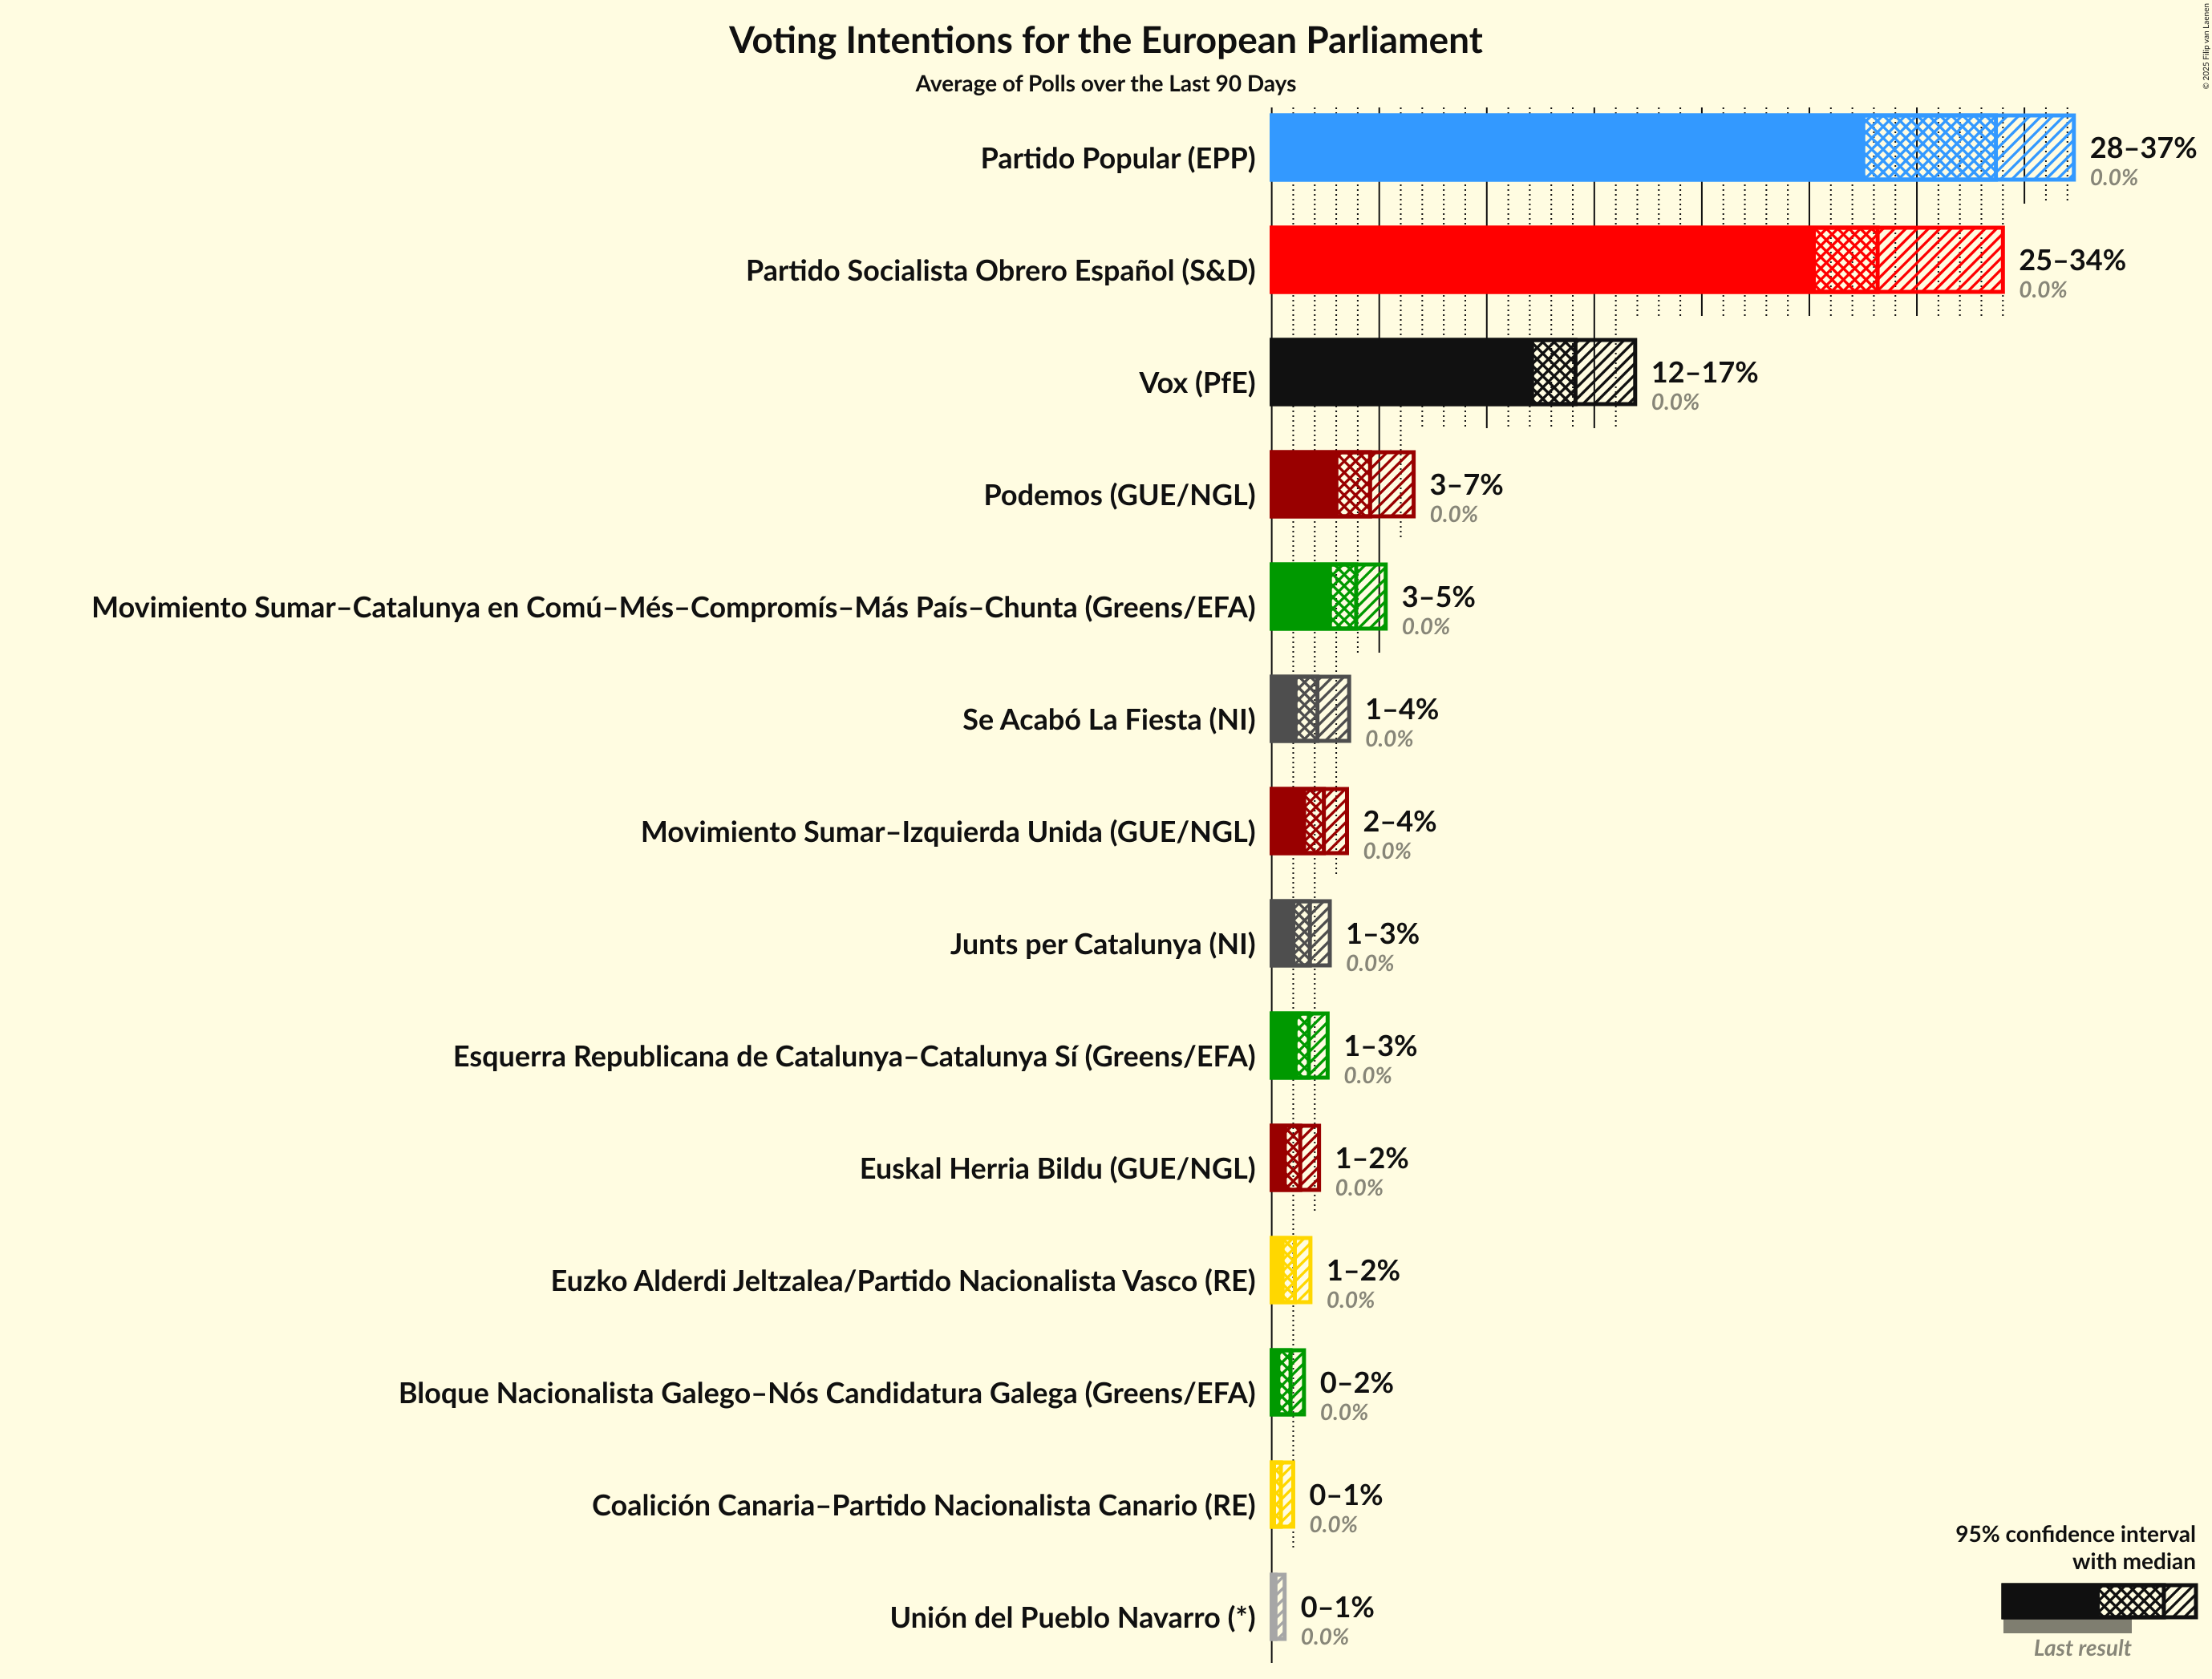 Voting Intentions for the European Parliament
Average of Polls over the Last 90 Days
© 2025 Filip van Laenen
Partido Popular (EPP)
28–37%
0.0%
Partido Socialista Obrero Español (S&D)
25–34%
0.0%
Vox (PfE)
12–17%
0.0%
Podemos (GUE/NGL)
3–7%
0.0%
Movimiento Sumar–Catalunya en Comú–Més–Compromís–Más País–Chunta (Greens/EFA)
3–5%
0.0%
Se Acabó La Fiesta (NI)
1–4%
0.0%
Movimiento Sumar–Izquierda Unida (GUE/NGL)
2–4%
0.0%
Junts per Catalunya (NI)
1–3%
0.0%
Esquerra Republicana de Catalunya–Catalunya Sí (Greens/EFA)
1–3%
0.0%
Euskal Herria Bildu (GUE/NGL)
1–2%
0.0%
Euzko Alderdi Jeltzalea/Partido Nacionalista Vasco (RE)
1–2%
0.0%
Bloque Nacionalista Galego–Nós Candidatura Galega (Greens/EFA)
0–2%
0.0%
Coalición Canaria–Partido Nacionalista Canario (RE)
0–1%
0.0%
Unión del Pueblo Navarro (*)
0–1%
0.0%
95% confidence interval
with median
Last result